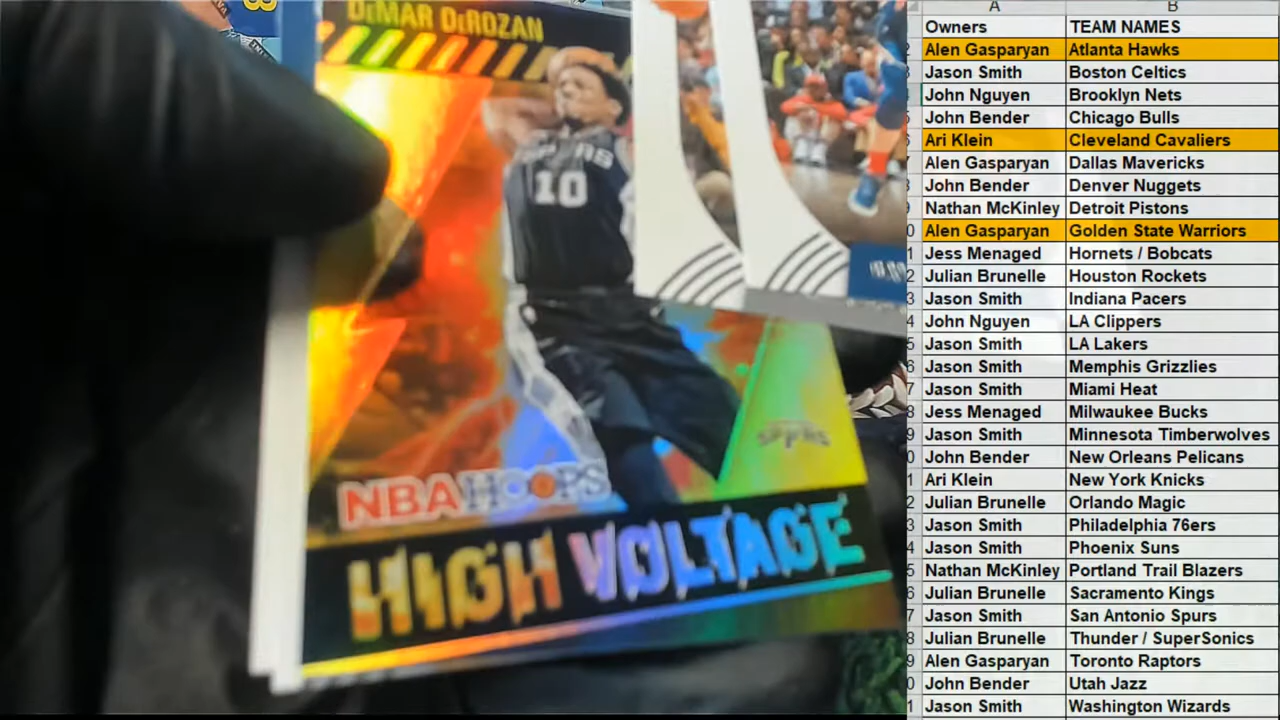 DEMAR DEROZAN
SPURS
10
SPURS
NBA HOOPS
HIGH VOLTAGE
A B
Owners TEAM NAMES
Alen Gasparyan Atlanta Hawks
Jason Smith Boston Celtics
John Nguyen Brooklyn Nets
John Bender Chicago Bulls
Ari Klein Cleveland Cavaliers
Alen Gasparyan Dallas Mavericks
John Bender Denver Nuggets
Nathan McKinley Detroit Pistons
Alen Gasparyan Golden State Warriors
Jess Menaged Hornets / Bobcats
Julian Brunelle Houston Rockets
Jason Smith Indiana Pacers
John Nguyen LA Clippers
Jason Smith LA Lakers
Jason Smith Memphis Grizzlies
Jason Smith Miami Heat
Jess Menaged Milwaukee Bucks
Jason Smith Minnesota Timberwolves
John Bender New Orleans Pelicans
Ari Klein New York Knicks
Julian Brunelle Orlando Magic
Jason Smith Philadelphia 76ers
Jason Smith Phoenix Suns
Nathan McKinley Portland Trail Blazers
Julian Brunelle Sacramento Kings
Jason Smith San Antonio Spurs
Julian Brunelle Thunder / SuperSonics
Alen Gasparyan Toronto Raptors
John Bender Utah Jazz
Jason Smith Washington Wizards